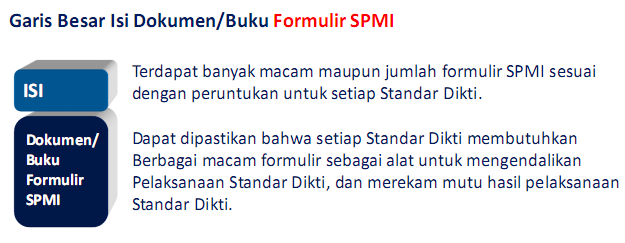 Garis Besar Isi Dokumen/Buku Formulir SPMI
ISI
Terdapat banyak macam maupun jumlah formulir SPMI sesuai
dengan peruntukan untuk setiap Standar Dikti.
Dokumen/
Buku
Formulir
SPMI
Dapat dipastikan bahwa setiap Standar Dikti membutuhkan
Berbagai macam formulir sebagai alat untuk mengendalikan
Pelaksanaan Standar Dikti, dan merekam mutu hasil pelaksanaan
Standar Dikti.